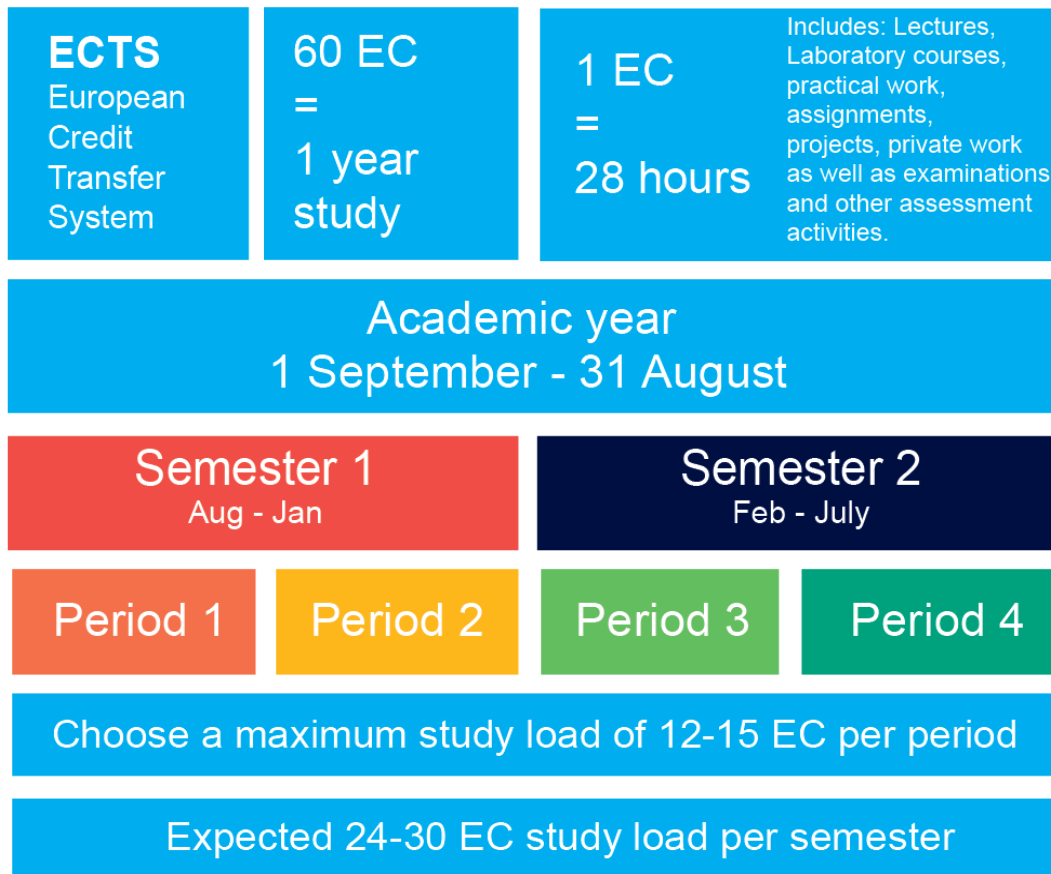 ECTS
European
Credit
Transfer
System
60 EC
=
1 year
study
1 EC
=
28 hours
Includes: Lectures,
Laboratory courses,
practical work,
assignments,
projects, private work
as well as examinations
and other assessment
activities.
Academic year
1 September - 31 August
Semester 1
Aug - Jan
Semester 2
Feb - July
Period 1
Period 2
Period 3
Period 4
Choose a maximum study load of 12-15 EC per period
Expected 24-30 EC study load per semester